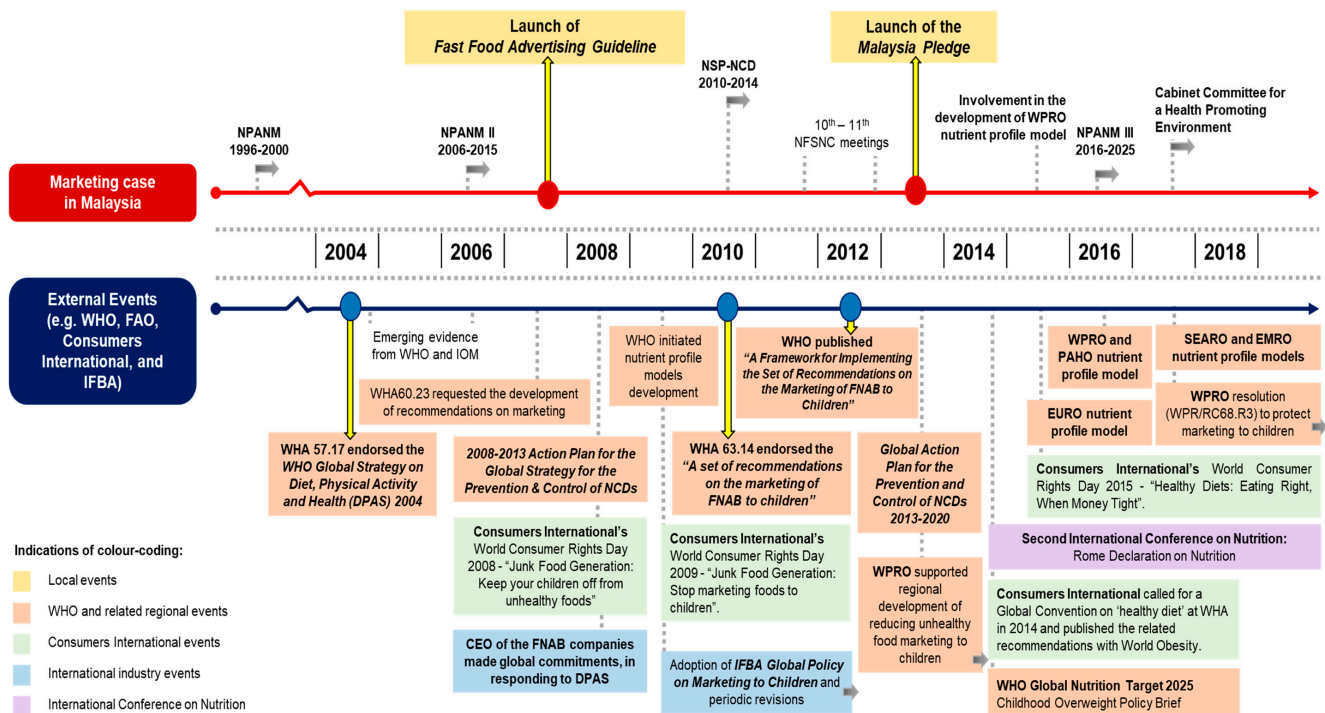 Launch of
Fast Food Advertising Guideline
Launch of the
Malaysia Pledge
NSP-NCD
2010-2014
NPANM
1996-2000
NPANM II
2006-2015
10th – 11th
NFSNC meetings
Involvement in the
development of WPRO
nutrient profile model
NPANM III
2016-2025
Cabinet Committee for
a Health Promoting
Environment
Marketing case
in Malaysia
2004
2006
2008
2010
2012
2014
2016
2018
External Events
(e.g. WHO, FAO,
Consumers
International, and
IFBA)
Emerging evidence
from WHO and IOM
WHA60.23 requested the development
of recommendations on marketing
WHA 57.17 endorsed the
WHO Global Strategy on
Diet, Physical Activity
and Health (DPAS) 2004
2008-2013 Action Plan for the
Global Strategy for the
Prevention & Control of NCDs
Consumers International’s
World Consumer Rights Day
2008 - “Junk Food Generation:
Keep your children off from
unhealthy foods”
CEO of the FNAB companies
made global commitments, in
responding to DPAS
WHO initiated
nutrient profile
models
development
WHO published
“A Framework for Implementing
the Set of Recommendations on
the Marketing of FNAB to
Children”
WHA 63.14 endorsed the
“A set of recommendations
on the marketing of
FNAB to children”
Consumers International’s
World Consumer Rights Day
2009 - “Junk Food Generation:
Stop marketing foods to
children”.
Adoption of IFBA Global Policy
on Marketing to Children and
periodic revisions
Global Action
Plan for the
Prevention and
Control of NCDs
2013-2020
WPRO supported
regional
development of
reducing unhealthy
food marketing to
children
WPRO and
PAHO nutrient
profile model
EURO nutrient
profile model
SEARO and EMRO
nutrient profile models
WPRO resolution
(WPR/RC68.R3) to protect
marketing to children
Consumers International’s World Consumer
Rights Day 2015 - “Healthy Diets: Eating Right,
When Money Tight”.
Second International Conference on Nutrition:
Rome Declaration on Nutrition
Consumers International called for a
Global Convention on ‘healthy diet’ at WHA
in 2014 and published the related
recommendations with World Obesity.
WHO Global Nutrition Target 2025
Childhood Overweight Policy Brief
Indications of colour-coding:
Local events
WHO and related regional events
Consumers International events
International industry events
International Conference on Nutrition